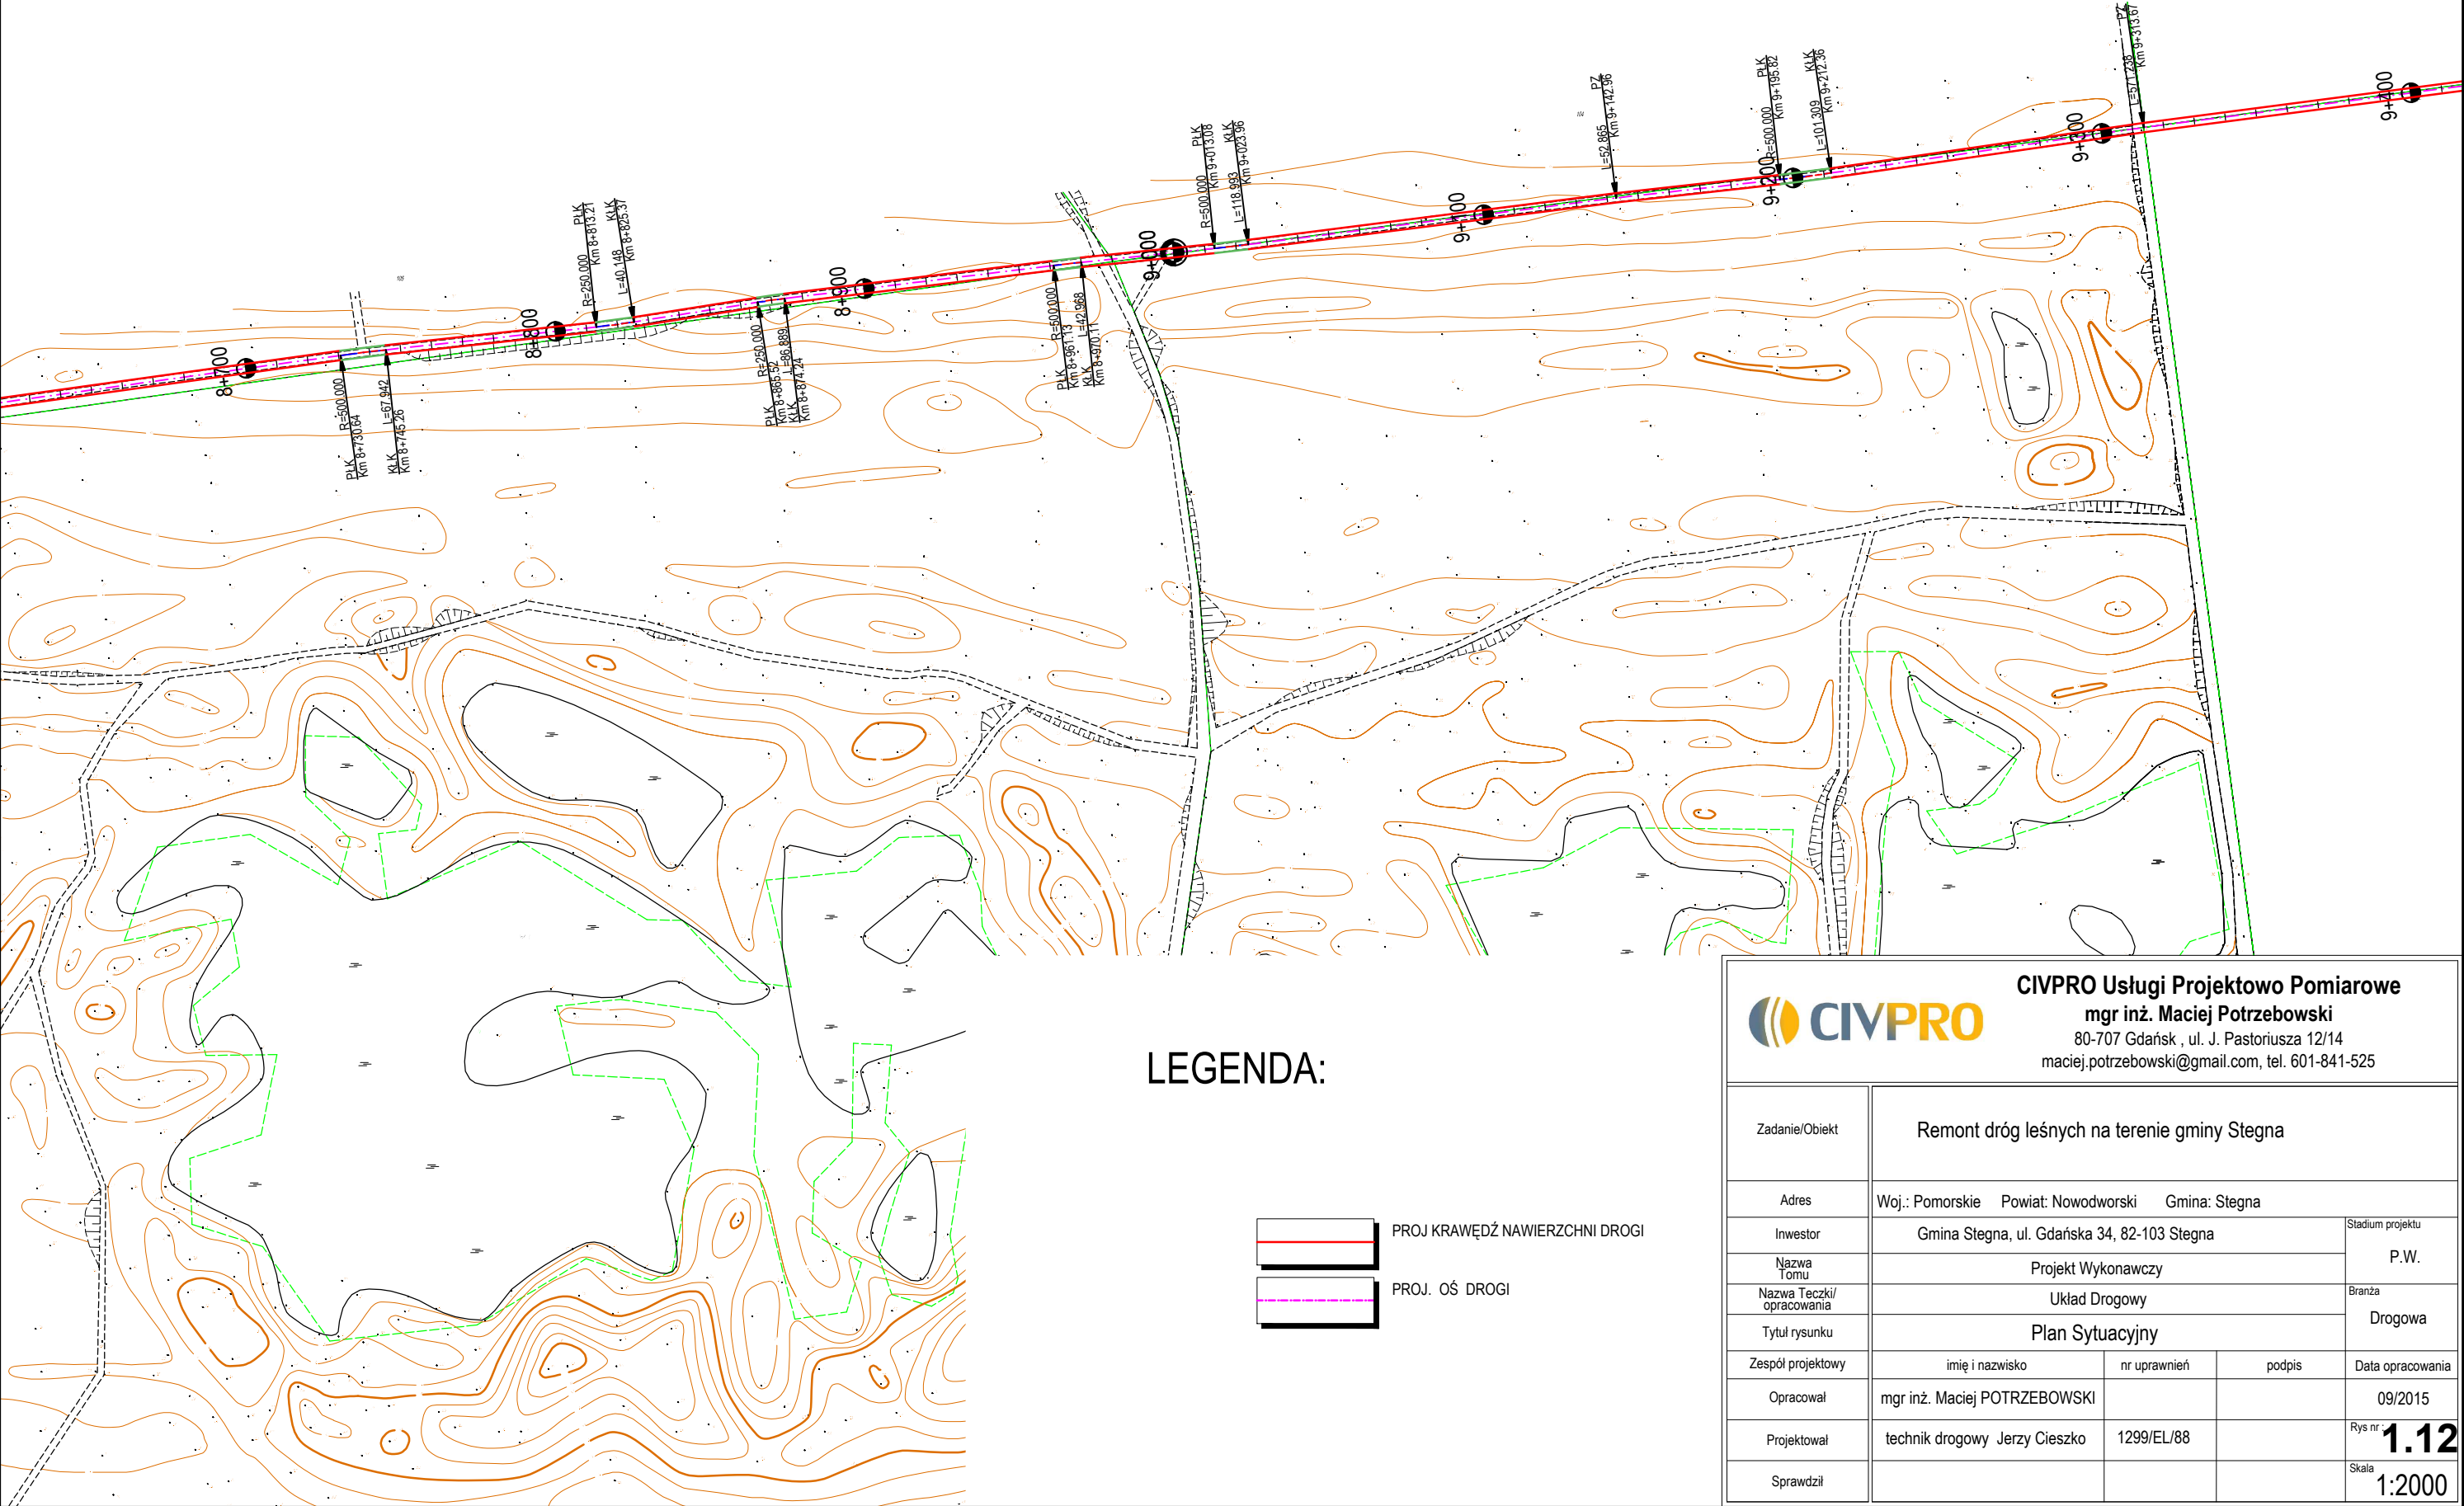 8+700
R=500.000
PŁK
Km 8+730.64
L=67.942
KŁK
Km 8+745.26
105
8+800
PŁK
R=250.000
Km 8+813.21
KŁK
L=40.148
Km 8+825.37
R=250.000
PŁK
Km 8+865.52
L=86.889
KŁK
Km 8+874.24
8+900
R=500.000
PŁK
Km 8+961.13
L=42.968
KŁK
Km 8+970.11
9+000
PŁK
R=500.000
Km 9+013.08
KŁK
L=118.993
Km 9+023.96
9+100
104
PZ
L=52.865
Km 9+142.96
9+200
PŁK
R=500.000
Km 9+195.82
KŁK
L=101.309
Km 9+212.36
9+300
PZ
L=571.238
Km 9+313.67
9+400
LEGENDA:
PROJ KRAWĘDŹ NAWIERZCHNI DROGI
PROJ. OŚ DROGI
CIVPRO
CIVPRO Usługi Projektowo Pomiarowe
mgr inż. Maciej Potrzebowski
80-707 Gdańsk , ul. J. Pastoriusza 12/14
maciej.potrzebowski@gmail.com, tel. 601-841-525
Zadanie/Obiekt
Remont dróg leśnych na terenie gminy Stegna
Adres
Woj.: Pomorskie Powiat: Nowodworski Gmina: Stegna
Inwestor
Gmina Stegna, ul. Gdańska 34, 82-103 Stegna
Stadium projektu
P.W.
Nazwa
Tomu
Projekt Wykonawczy
Nazwa Teczki/
opracowania
Układ Drogowy
Branża
Drogowa
Tytuł rysunku
Plan Sytuacyjny
Zespół projektowy
imię i nazwisko
nr uprawnień
podpis
Data opracowania
Opracował
mgr inż. Maciej POTRZEBOWSKI
09/2015
Projektował
technik drogowy Jerzy Cieszko
1299/EL/88
Rys nr :
1.12
Sprawdził
Skala
1:2000